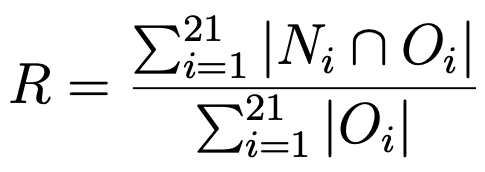 R = \frac{\sum_{i=1}^{21} |N_i \cap O_i|}{\sum_{i=1}^{21} |O_i|}